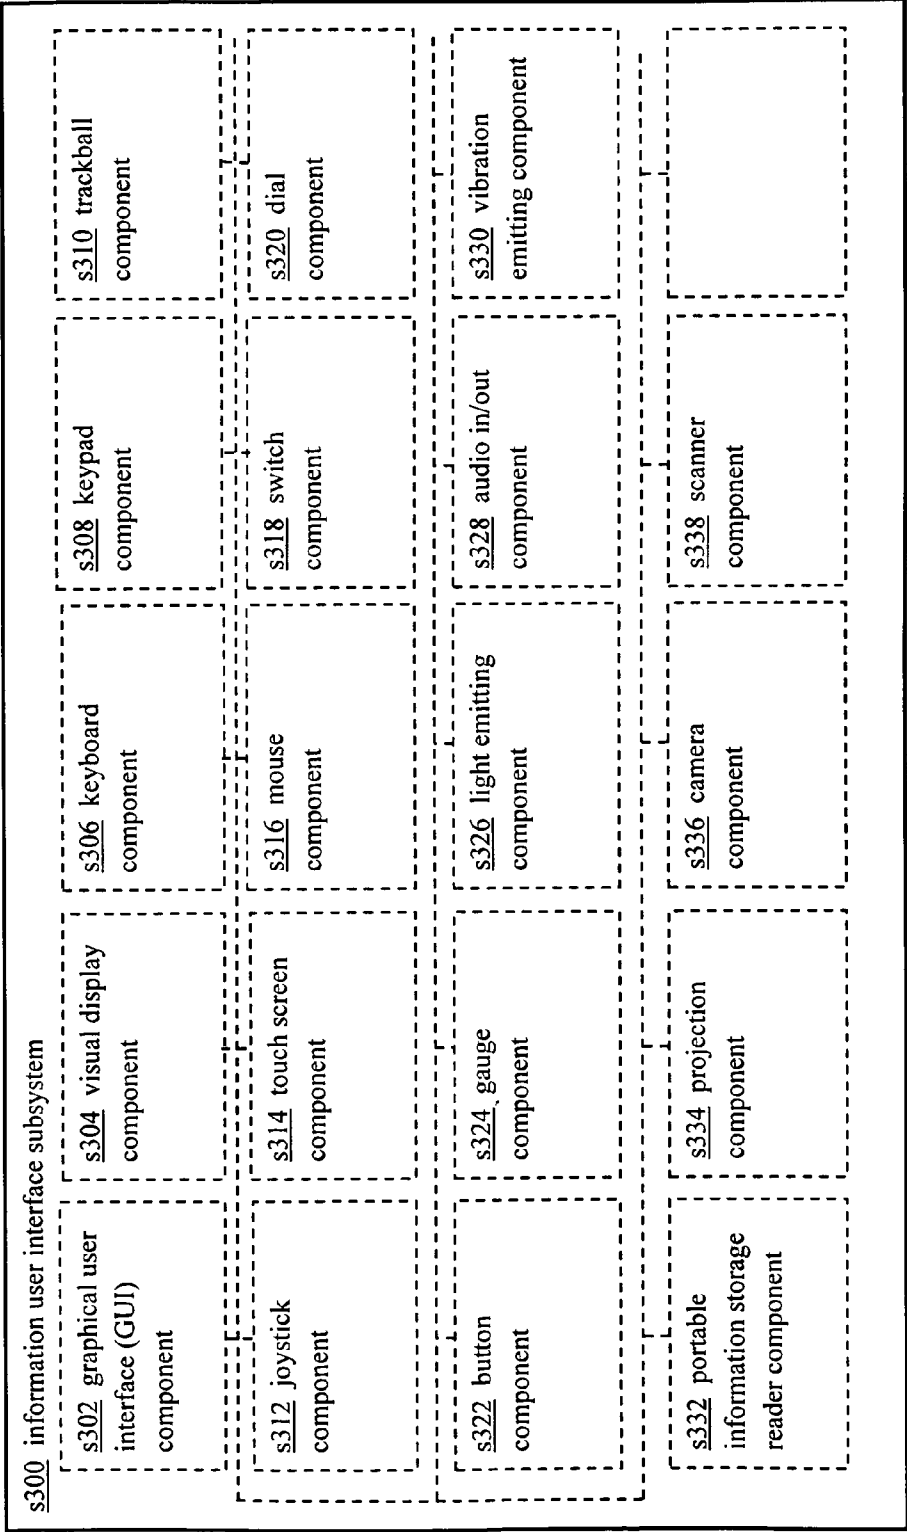 s300 information user interface subsystem
s302 graphical user
interface (GUI)
component
s304 visual display
component
s306 keyboard
component
s308 keypad
component
s310 trackball
component
s312 joystick
component
s314 touch screen
component
s316 mouse
component
s318 switch
component
s320 dial
component
s322 button
component
s324 gauge
component
s326 light emitting
component
s328 audio in/out
component
s330 vibration
emitting component
s332 portable
information storage
reader component
s334 projection
component
s336 camera
component
s338 scanner
component